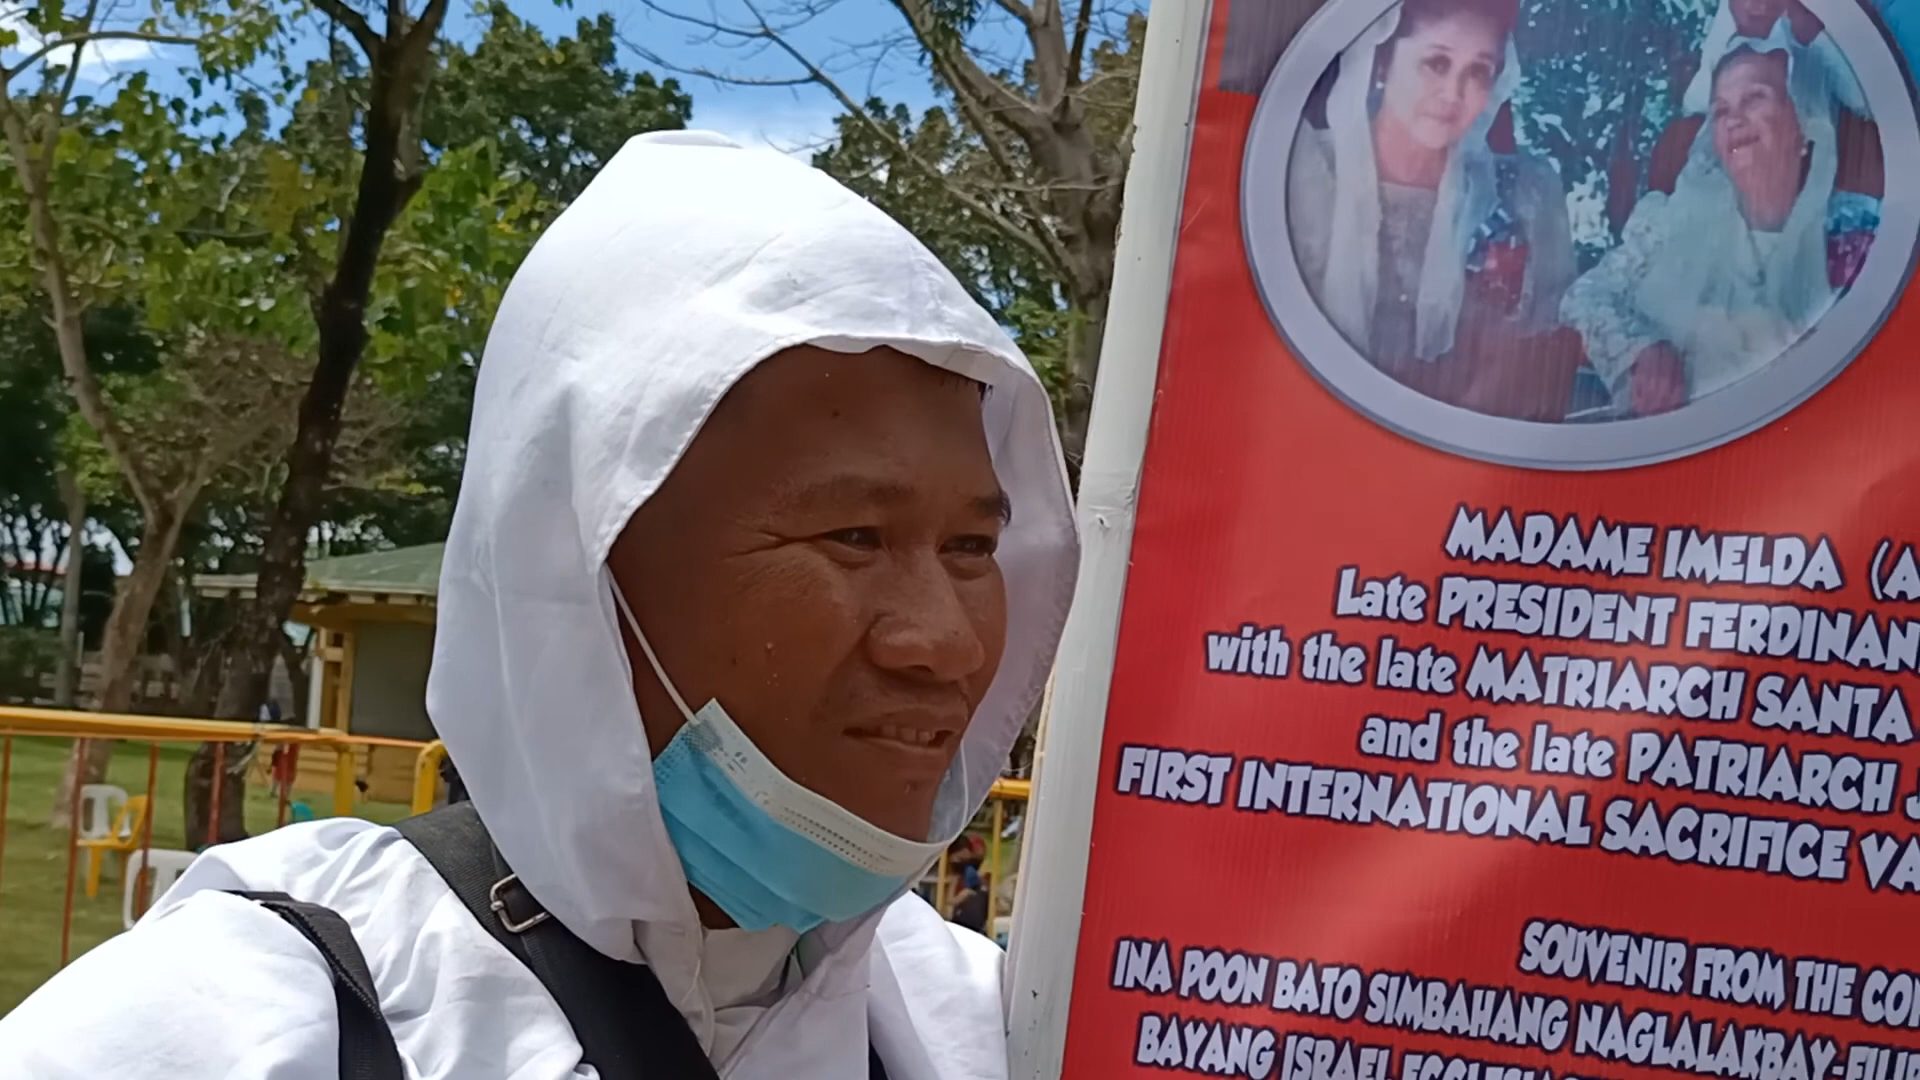 MADAME IMELDA (A
Late PRESIDENT FERDINAN
with the late MATRIARCH SANTA
and the late PATRIARCH J
FIRST INTERNATIONAL SACRIFICE VA
SOUVENIR FROM THE CO
INA POON BATO SIMBAHANG NAGLALAKBAY-FILI
BAYANG ISRAEL